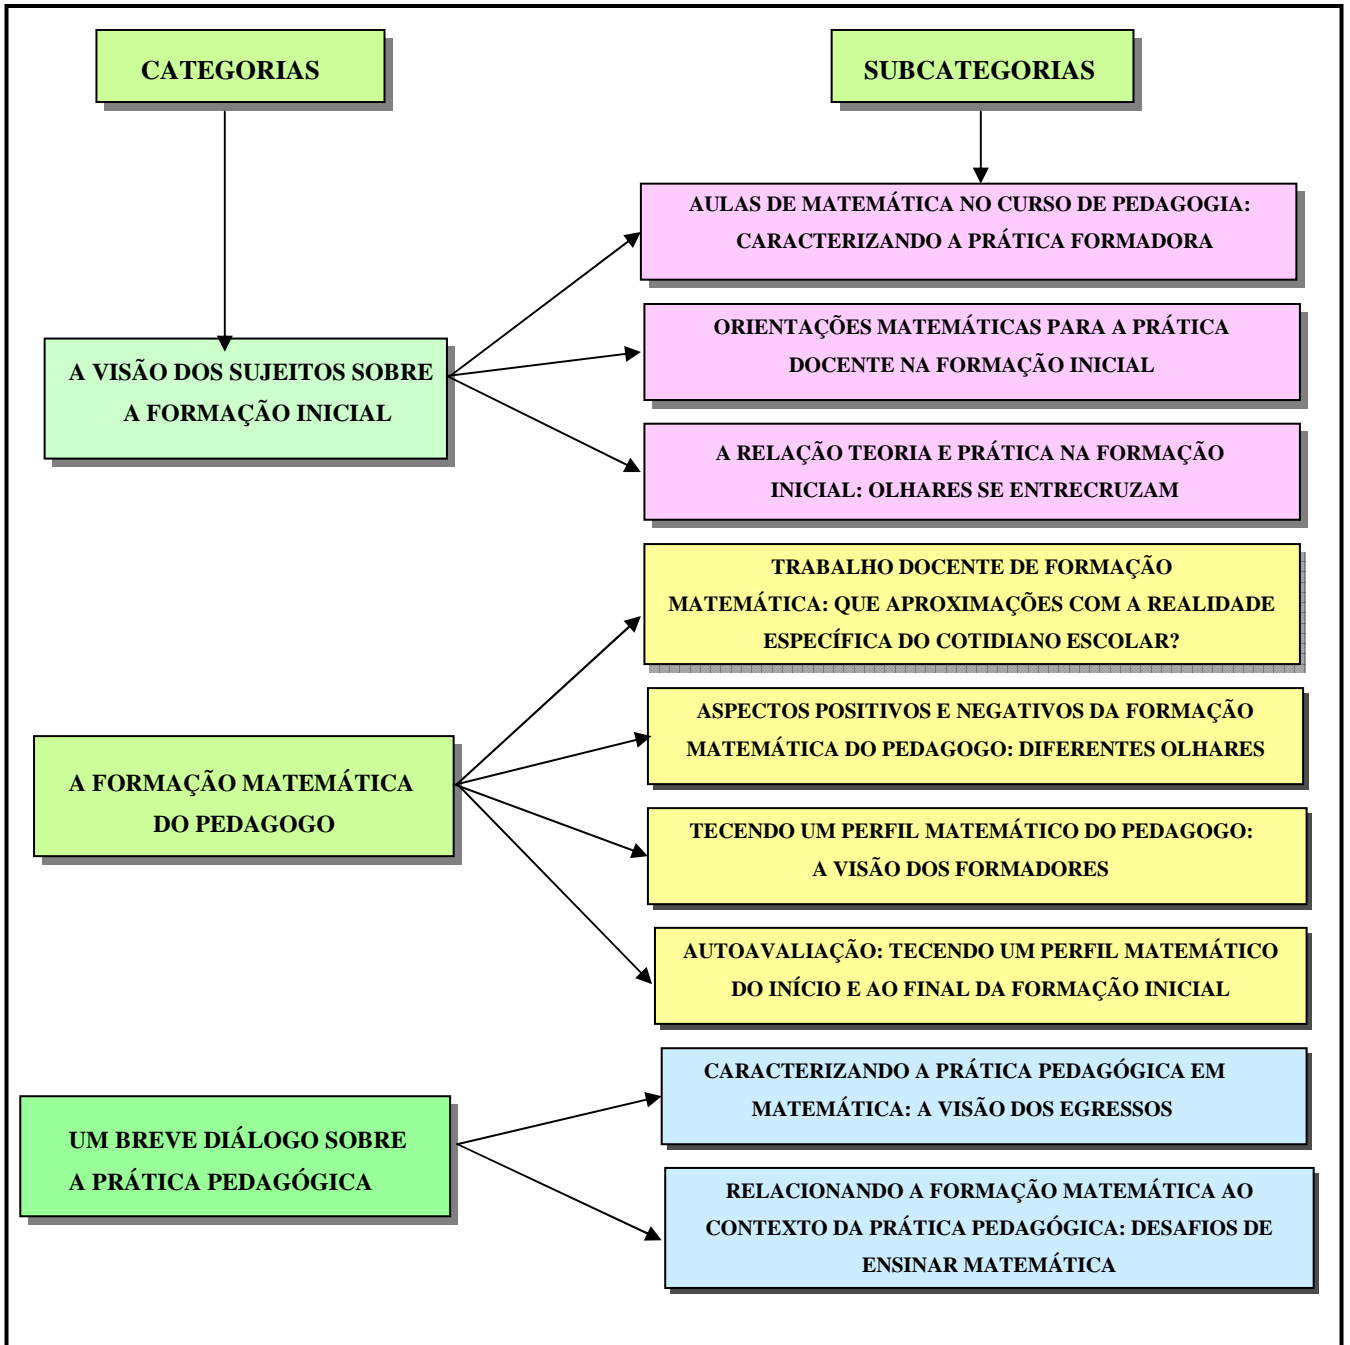 CATEGORIAS
SUBCATEGORIAS
A VISÃO DOS SUJEITOS SOBRE
A FORMAÇÃO INICIAL
AULAS DE MATEMÁTICA NO CURSO DE PEDAGOGIA:
CARACTERIZANDO A PRÁTICA FORMADORA
ORIENTAÇÕES MATEMÁTICAS PARA A PRÁTICA
DOCENTE NA FORMAÇÃO INICIAL
A RELAÇÃO TEORIA E PRÁTICA NA FORMAÇÃO
INICIAL: OLHARES SE ENTRECRUZAM
A FORMAÇÃO MATEMÁTICA
DO PEDAGOGO
TRABALHO DOCENTE DE FORMAÇÃO
MATEMÁTICA: QUE APROXIMAÇÕES COM A REALIDADE
ESPECÍFICA DO COTIDIANO ESCOLAR?
ASPECTOS POSITIVOS E NEGATIVOS DA FORMAÇÃO
MATEMÁTICA DO PEDAGOGO: DIFERENTES OLHARES
TECENDO UM PERFIL MATEMÁTICO DO PEDAGOGO:
A VISÃO DOS FORMADORES
AUTOAVALIAÇÃO: TECENDO UM PERFIL MATEMÁTICO
DO INÍCIO E AO FINAL DA FORMAÇÃO INICIAL
UM BREVE DIÁLOGO SOBRE
A PRÁTICA PEDAGÓGICA
CARACTERIZANDO A PRÁTICA PEDAGÓGICA EM
MATEMÁTICA: A VISÃO DOS EGRESSOS
RELACIONANDO A FORMAÇÃO MATEMÁTICA AO
CONTEXTO DA PRÁTICA PEDAGÓGICA: DESAFIOS DE
ENSINAR MATEMÁTICA